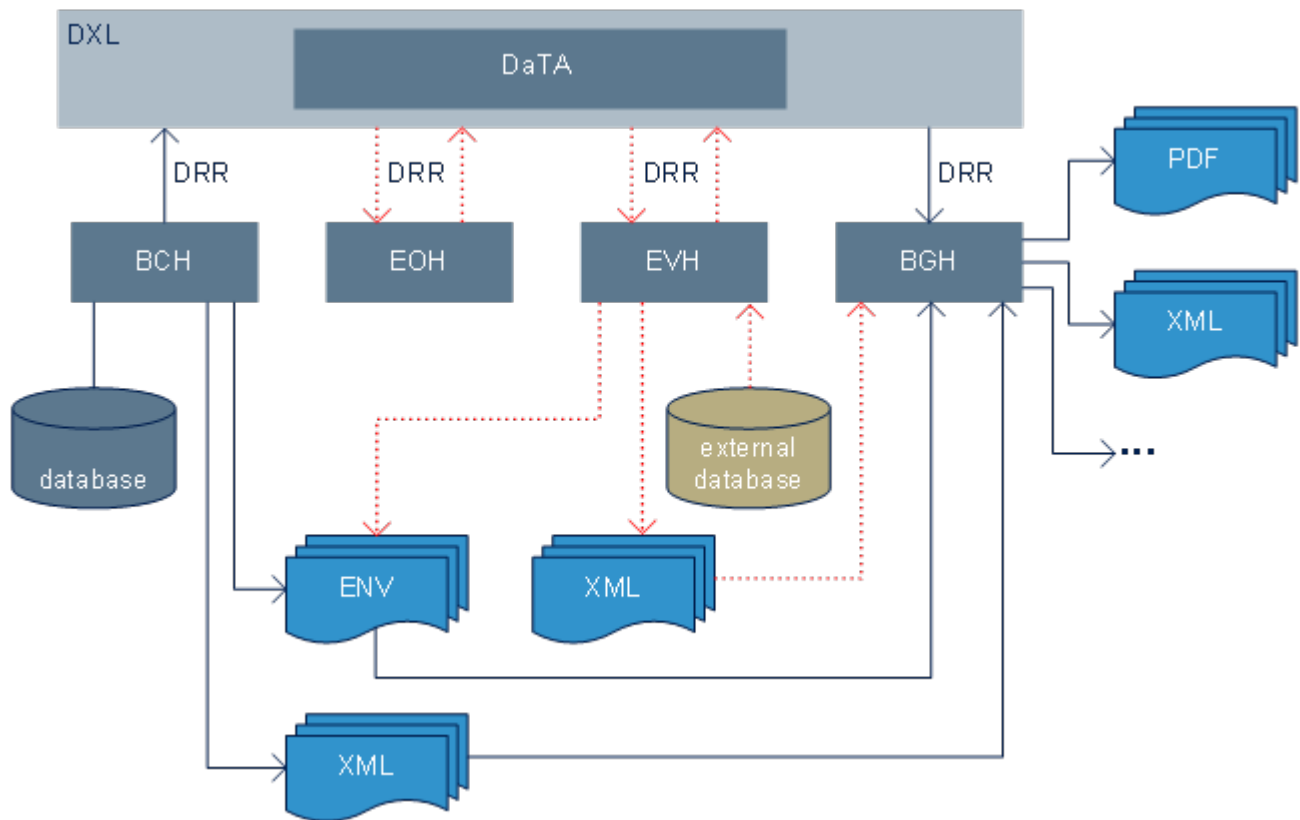 DXL
DaTA
DRR
DRR
DRR
DRR
PDF
BCH
EOH
EVH
BGH
XML
database
external
database
...
ENV
XML
XML